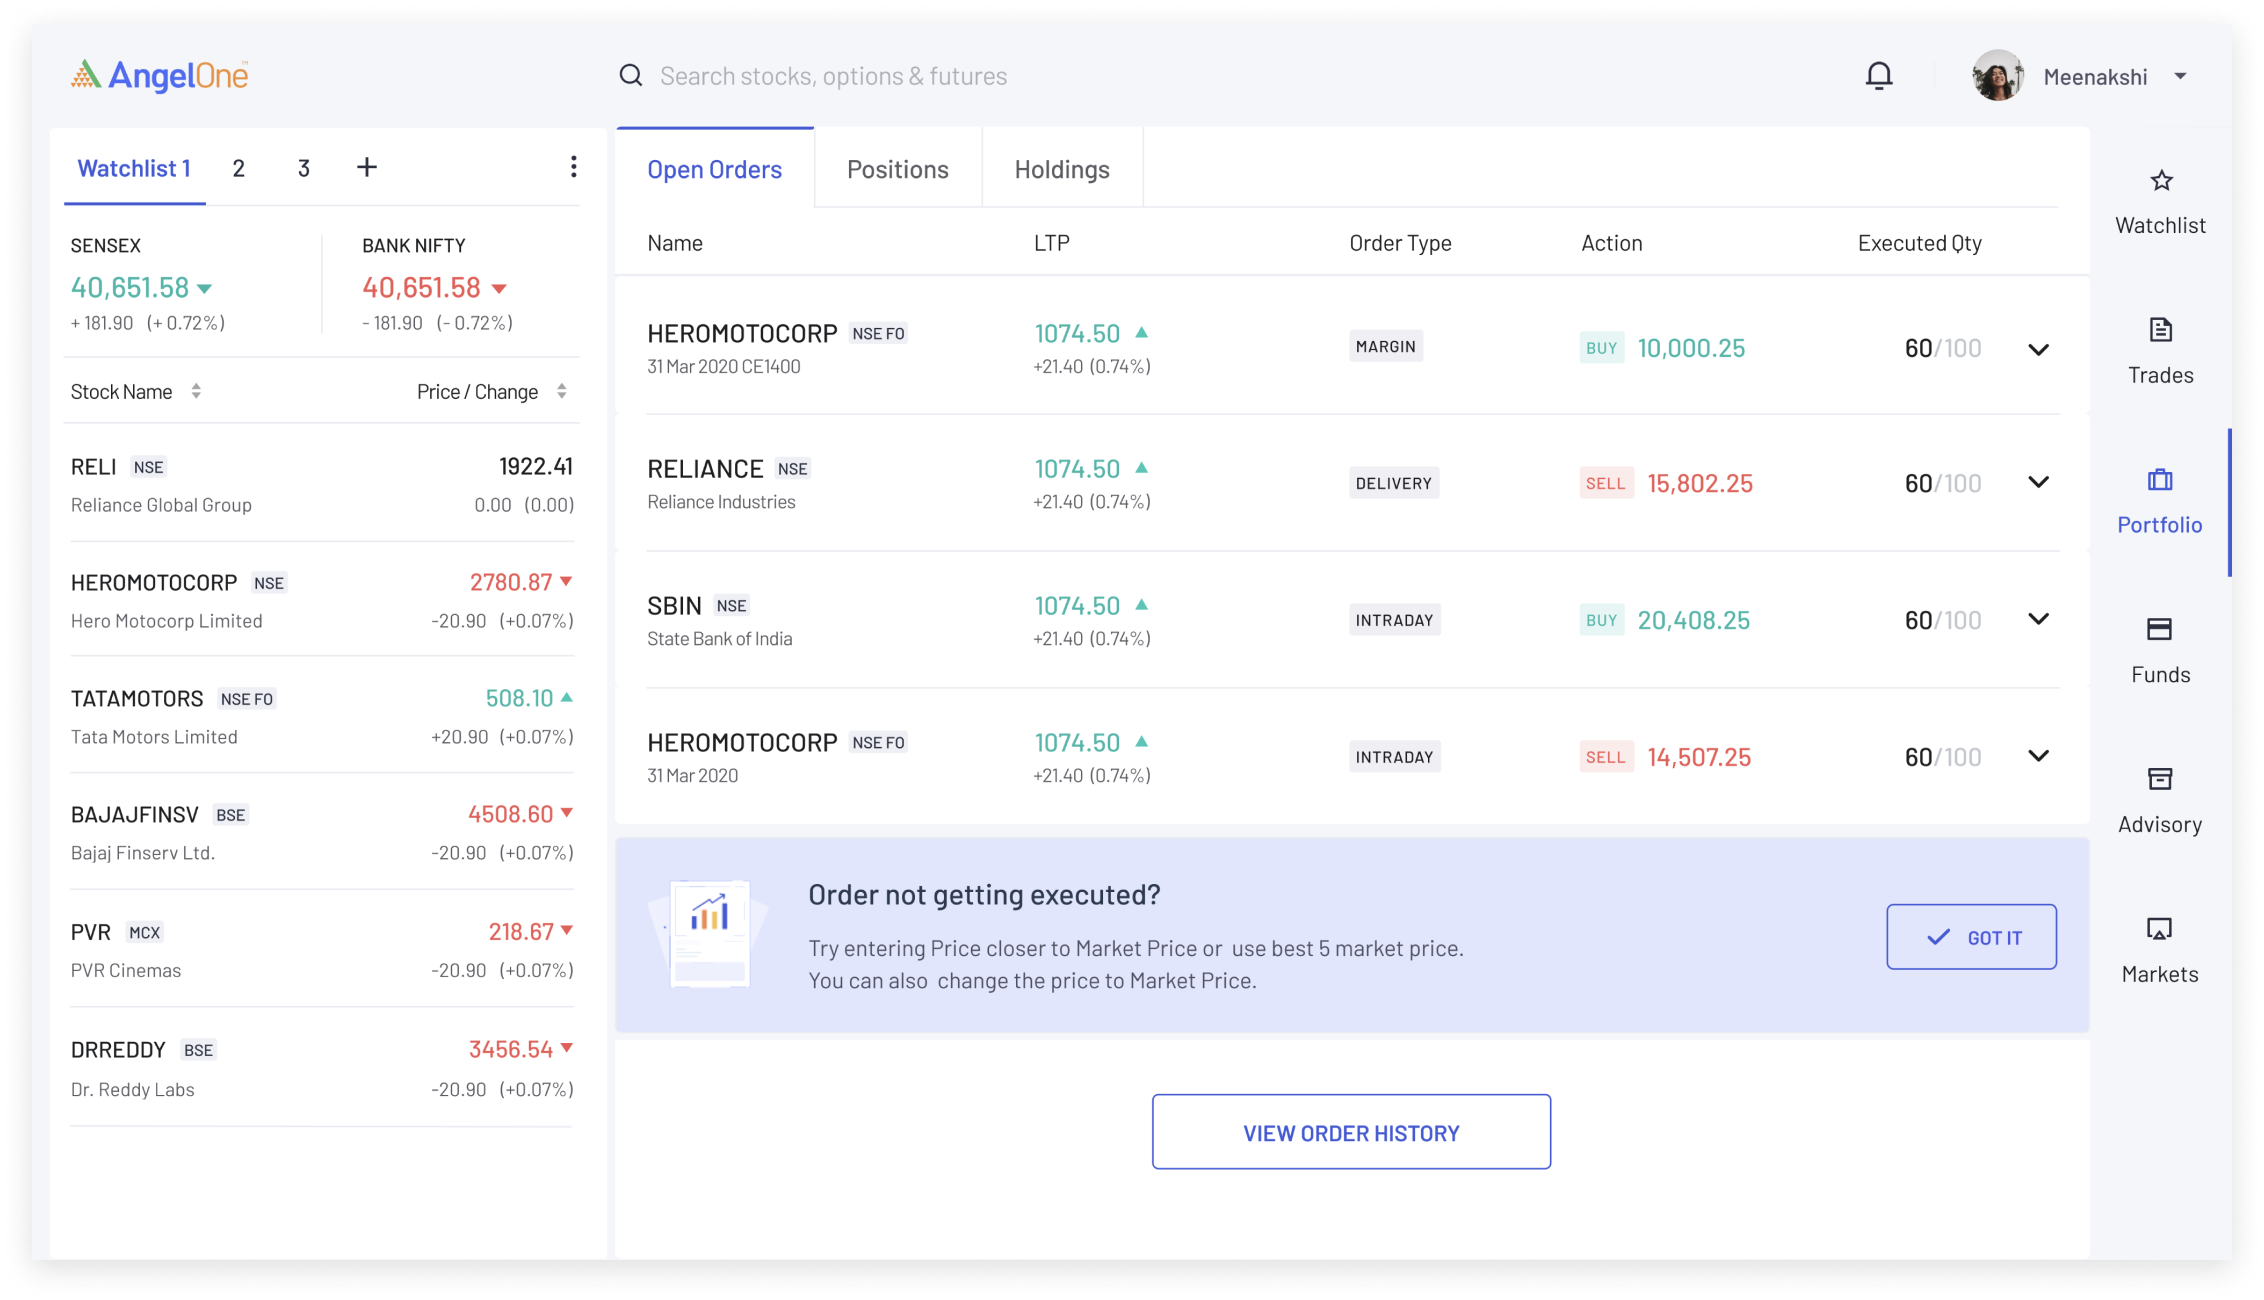 AngelOne™
Search stocks, options & futures
Meenakshi
Watchlist 1 2 3 +
SENSEX
40,651.58
+ 181.90 (+ 0.72%)
BANK NIFTY
40,651.58
- 181.90 (- 0.72%)
Stock Name Price / Change
RELI NSE 1922.41
Reliance Global Group 0.00 (0.00)
HEROMOTOCORP NSE 2780.87
Hero Motocorp Limited -20.90 (+0.07%)
TATAMOTORS NSE FO 508.10
Tata Motors Limited +20.90 (+0.07%)
BAJAJFINSV BSE 4508.60
Bajaj Finserv Ltd. -20.90 (+0.07%)
PVR MCX 218.67
PVR Cinemas -20.90 (+0.07%)
DRREDDY BSE 3456.54
Dr. Reddy Labs -20.90 (+0.07%)
Open Orders Positions Holdings
Name LTP Order Type Action Executed Qty
HEROMOTOCORP NSE FO 1074.50 MARGIN BUY 10,000.25 60/100
31 Mar 2020 CE1400 +21.40 (0.74%)
RELIANCE NSE 1074.50 DELIVERY SELL 15,802.25 60/100
Reliance Industries +21.40 (0.74%)
SBIN NSE 1074.50 INTRADAY BUY 20,408.25 60/100
State Bank of India +21.40 (0.74%)
HEROMOTOCORP NSE FO 1074.50 INTRADAY SELL 14,507.25 60/100
31 Mar 2020 +21.40 (0.74%)
Order not getting executed?
Try entering Price closer to Market Price or use best 5 market price.
You can also change the price to Market Price.
GOT IT
VIEW ORDER HISTORY
Watchlist
Trades
Portfolio
Funds
Advisory
Markets